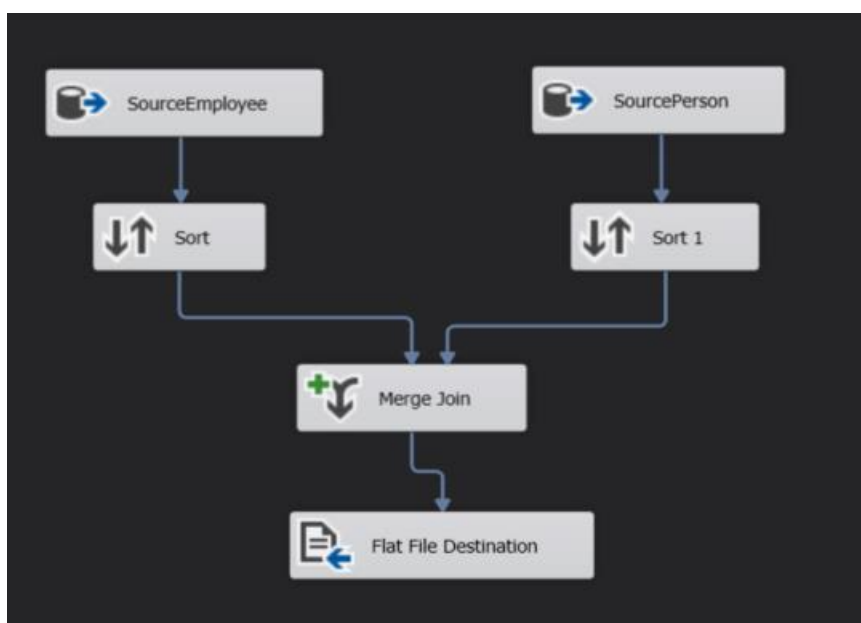 SourceEmployee
SourcePerson
Sort
Sort 1
Merge Join
Flat File Destination